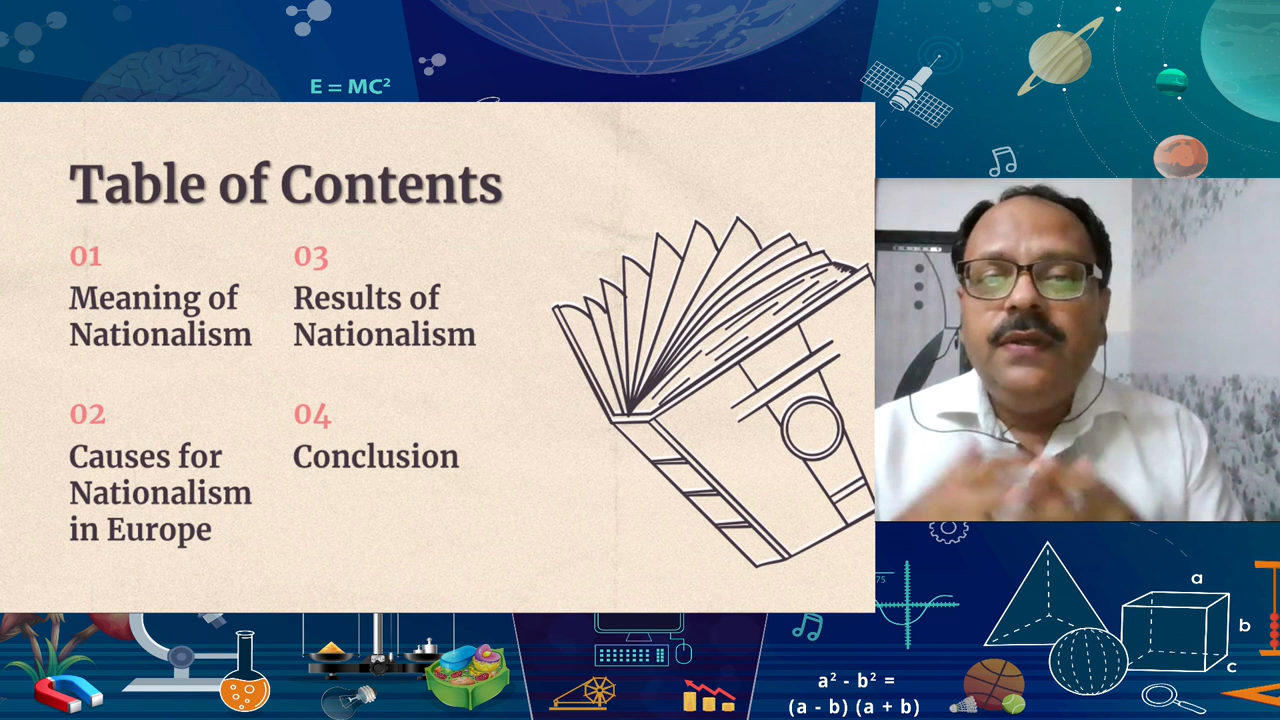 E = MC²
Table of Contents
01
Meaning of
Nationalism
03
Results of
Nationalism
02
Causes for
Nationalism
in Europe
04
Conclusion
75
a
b
c
a² - b² =
(a - b) (a + b)